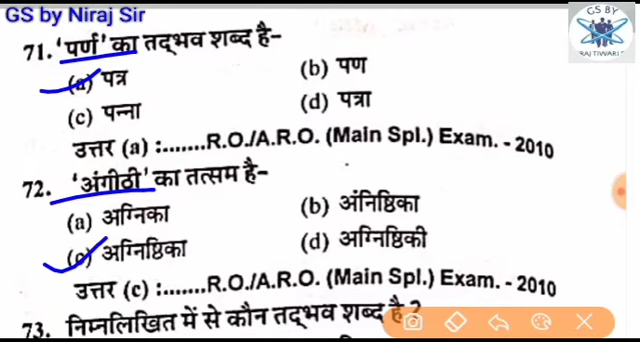 GS by Niraj Sir
GS BY
RAJ TIWARI
71. 'पर्ण' का तद्भव शब्द है–
(a) पत्र (b) पण
(c) पन्ना (d) पत्रा
उत्तर (a) :.......R.O./A.R.O. (Main Spl.) Exam. - 2010
72. 'अंगीठी' का तत्सम है–
(a) अग्निका (b) अंनिष्ठिका
(c) अग्निष्ठिका (d) अग्निष्ठिकी
उत्तर (c) :.......R.O./A.R.O. (Main Spl.) Exam. - 2010
73. निम्नलिखित में से कौन तद्भव शब्द है ?